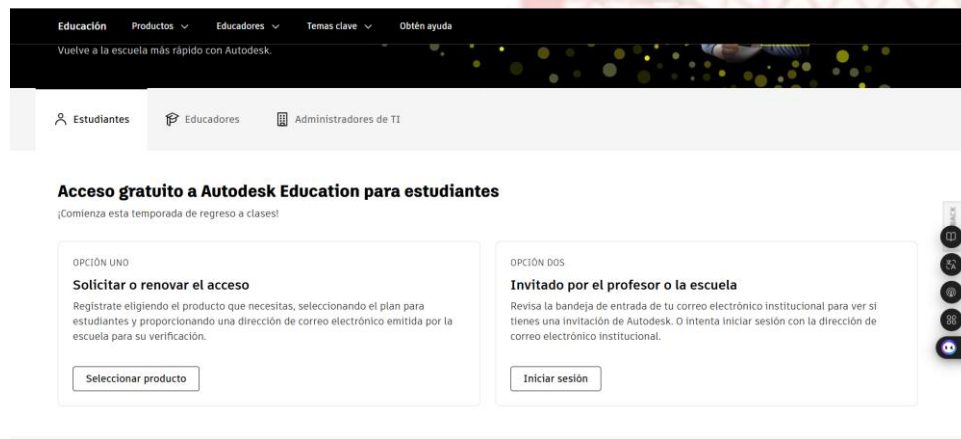 Educación Productos Educadores Temas clave Obtén ayuda
Vuelve a la escuela más rápido con Autodesk.
Estudiantes Educadores Administradores de TI
Acceso gratuito a Autodesk Education para estudiantes
¡Comienza esta temporada de regreso a clases!
OPCIÓN UNO
Solicitar o renovar el acceso
Regístrate eligiendo el producto que necesitas, seleccionando el plan para
estudiantes y proporcionando una dirección de correo electrónico emitida por la
escuela para su verificación.
Seleccionar producto
OPCIÓN DOS
Invitado por el profesor o la escuela
Revisa la bandeja de entrada de tu correo electrónico institucional para ver si
tienes una invitación de Autodesk. O intenta iniciar sesión con la dirección de
correo electrónico institucional.
Iniciar sesión